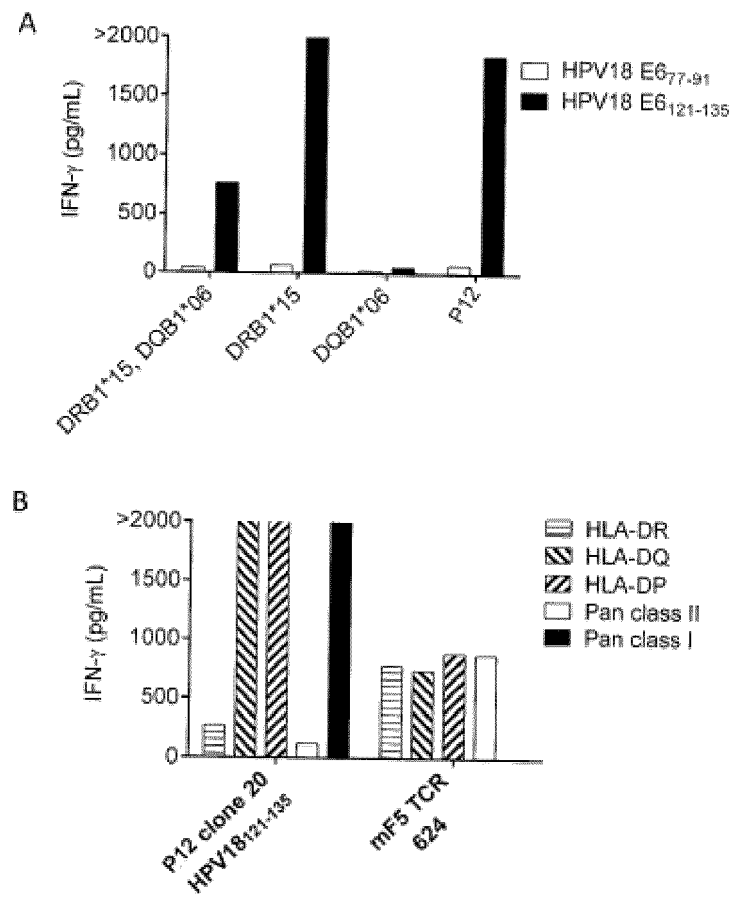 A
IFN-γ (pg/mL)
>2000
1500
1000
500
0
HPV18 E6₇₇₋₉₁
HPV18 E6₁₂₁₋₁₃₅
DRB1*15, DQB1*06
DRB1*15
DQB1*06
P12
B
IFN-γ (pg/mL)
>2000
1500
1000
500
0
HLA-DR
HLA-DQ
HLA-DP
Pan class II
Pan class I
P12 clone 20
HPV18₁₂₁₋₁₃₅
mF5 TCR
624